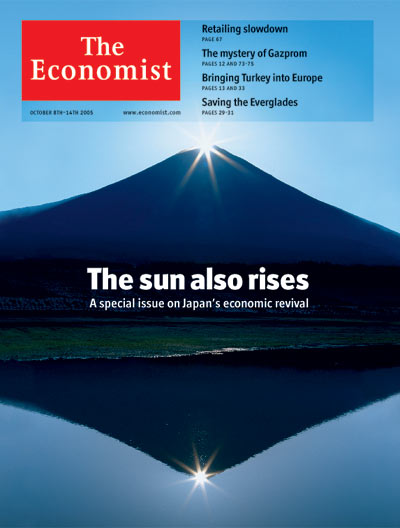 The
Economist
OCTOBER 8TH–14TH 2005
www.economist.com
Retailing slowdown
PAGE 67
The mystery of Gazprom
PAGES 12 AND 73-75
Bringing Turkey into Europe
PAGES 13 AND 33
Saving the Everglades
PAGES 29-31
The sun also rises
A special issue on Japan's economic revival